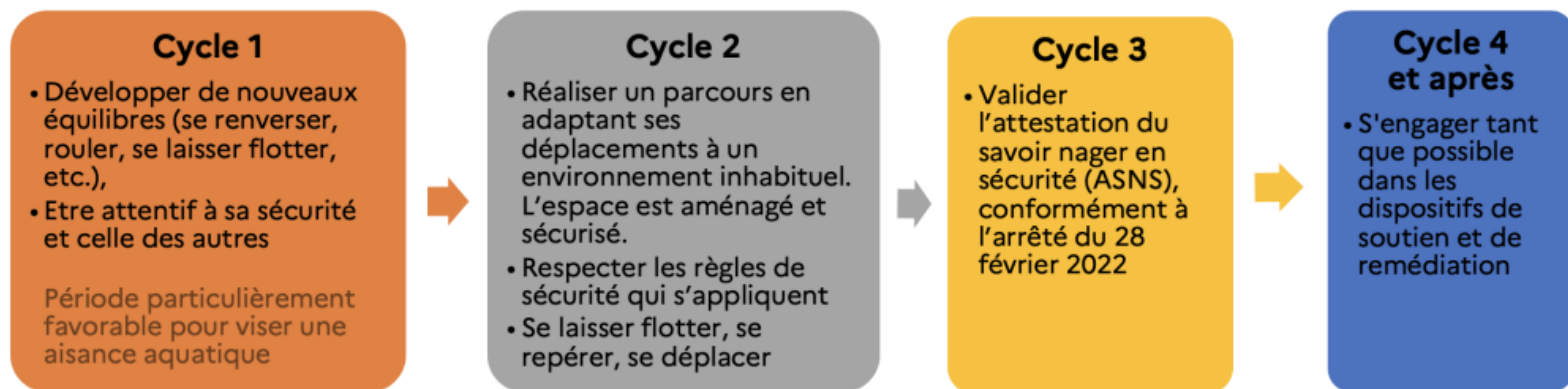 Cycle 1
• Développer de nouveaux
équilibres (se renverser,
rouler, se laisser flotter,
etc.),
• Etre attentif à sa sécurité
et celle des autres
Période particulièrement
favorable pour viser une
aisance aquatique
Cycle 2
• Réaliser un parcours en
adaptant ses
déplacements à un
environnement inhabituel.
L’espace est aménagé et
sécurisé.
• Respecter les règles de
sécurité qui s’appliquent
• Se laisser flotter, se
repérer, se déplacer
Cycle 3
• Valider
l’attestation du
savoir nager en
sécurité (ASNS),
conformément à
l’arrêté du 28
février 2022
Cycle 4
et après
• S'engager tant
que possible
dans les
dispositifs de
soutien et de
remédiation